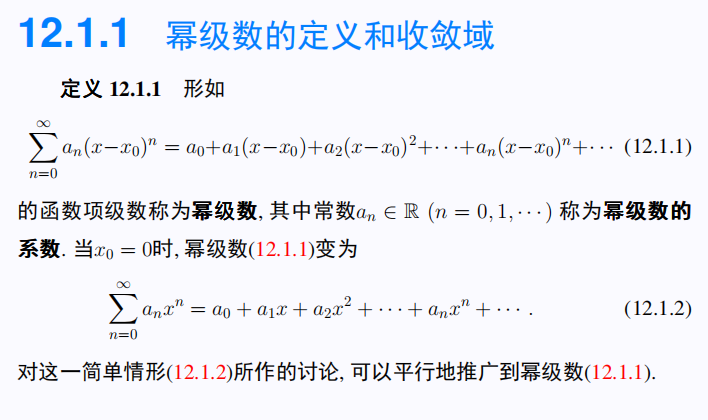 12.1.1 幂级数的定义和收敛域
定义 12.1.1 形如
$$\sum_{n=0}^{\infty} a_n(x-x_0)^n = a_0+a_1(x-x_0)+a_2(x-x_0)^2+\cdots+a_n(x-x_0)^n+\cdots \ (12.1.1)$$
的函数项级数称为幂级数, 其中常数$a_n \in \mathbb{R}\ (n=0,1,\cdots)$ 称为幂级数的
系数. 当$x_0=0$时, 幂级数(12.1.1)变为
$$\sum_{n=0}^{\infty} a_n x^n = a_0+a_1x+a_2x^2+\cdots+a_nx^n+\cdots. \quad (12.1.2)$$
对这一简单情形(12.1.2)所作的讨论, 可以平行地推广到幂级数(12.1.1).